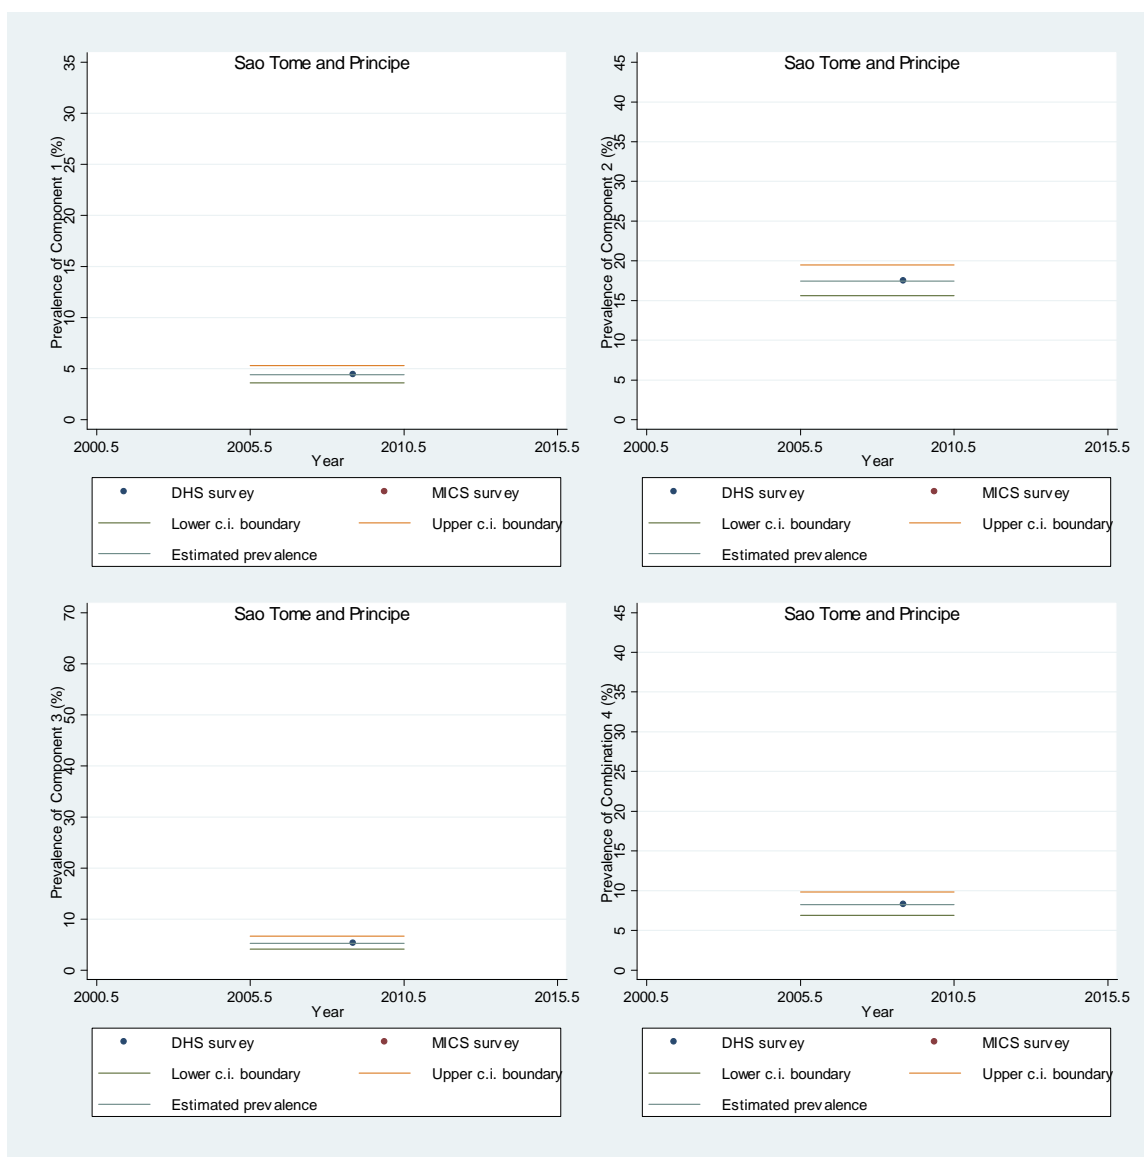 Sao Tome and Principe
Prevalence of Component 1 (%)
35
30
25
20
15
10
5
0
2000.5 2005.5 2010.5 2015.5
Year
DHS survey MICS survey
Lower c.i. boundary Upper c.i. boundary
Estimated prevalence
Sao Tome and Principe
Prevalence of Component 2 (%)
45
40
35
30
25
20
15
10
5
0
2000.5 2005.5 2010.5 2015.5
Year
DHS survey MICS survey
Lower c.i. boundary Upper c.i. boundary
Estimated prevalence
Sao Tome and Principe
Prevalence of Component 3 (%)
70
60
50
40
30
20
10
0
2000.5 2005.5 2010.5 2015.5
Year
DHS survey MICS survey
Lower c.i. boundary Upper c.i. boundary
Estimated prevalence
Sao Tome and Principe
Prevalence of Combination 4 (%)
45
40
35
30
25
20
15
10
5
0
2000.5 2005.5 2010.5 2015.5
Year
DHS survey MICS survey
Lower c.i. boundary Upper c.i. boundary
Estimated prevalence